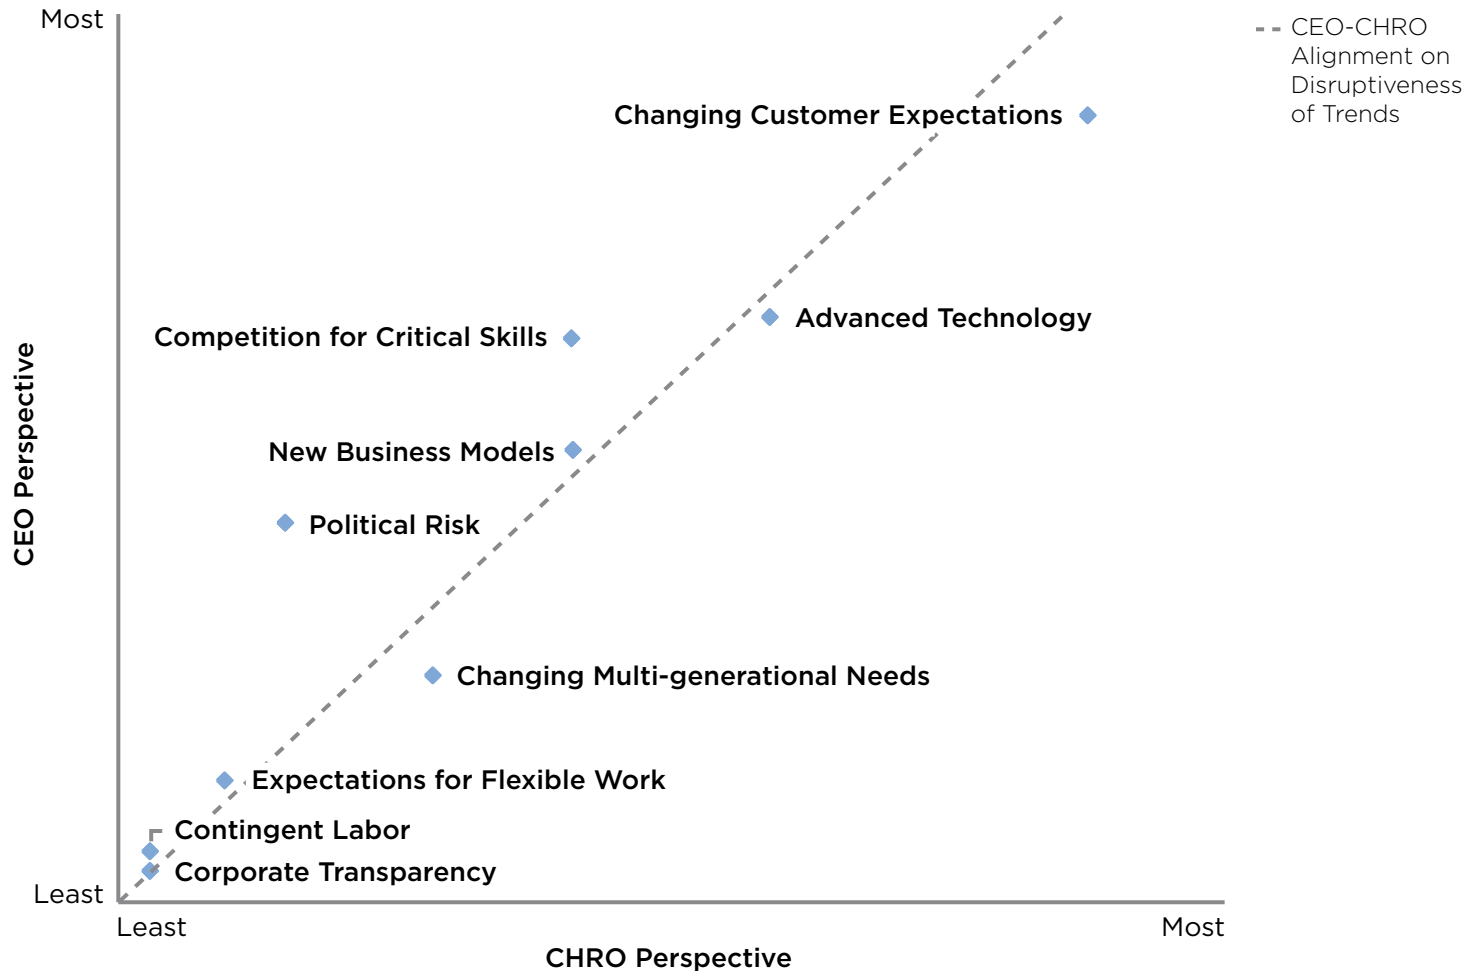 Most
CEO-CHRO
Alignment on
Disruptiveness
of Trends
Changing Customer Expectations
Advanced Technology
Competition for Critical Skills
New Business Models
Political Risk
CEO Perspective
Changing Multi-generational Needs
Expectations for Flexible Work
Contingent Labor
Corporate Transparency
Least
Least
Most
CHRO Perspective